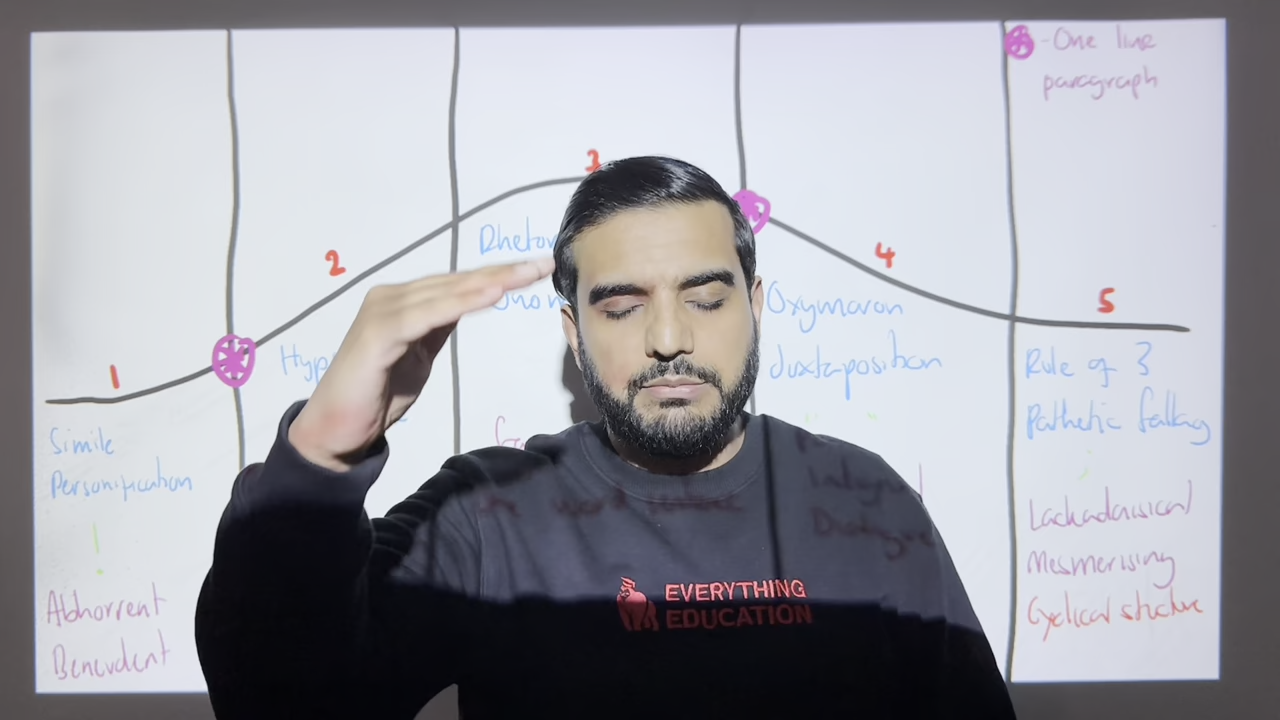 - One line
paragraph
3
2
4
5
1
Rhetor
Hyp
Oxymoron
Juxtaposition
Rule of 3
Pathetic fallacy
Simile
Personification
!
Abhorrent
Benevolent
Lackadaisical
Mesmerising
Cyclical structure
EVERYTHING
EDUCATION